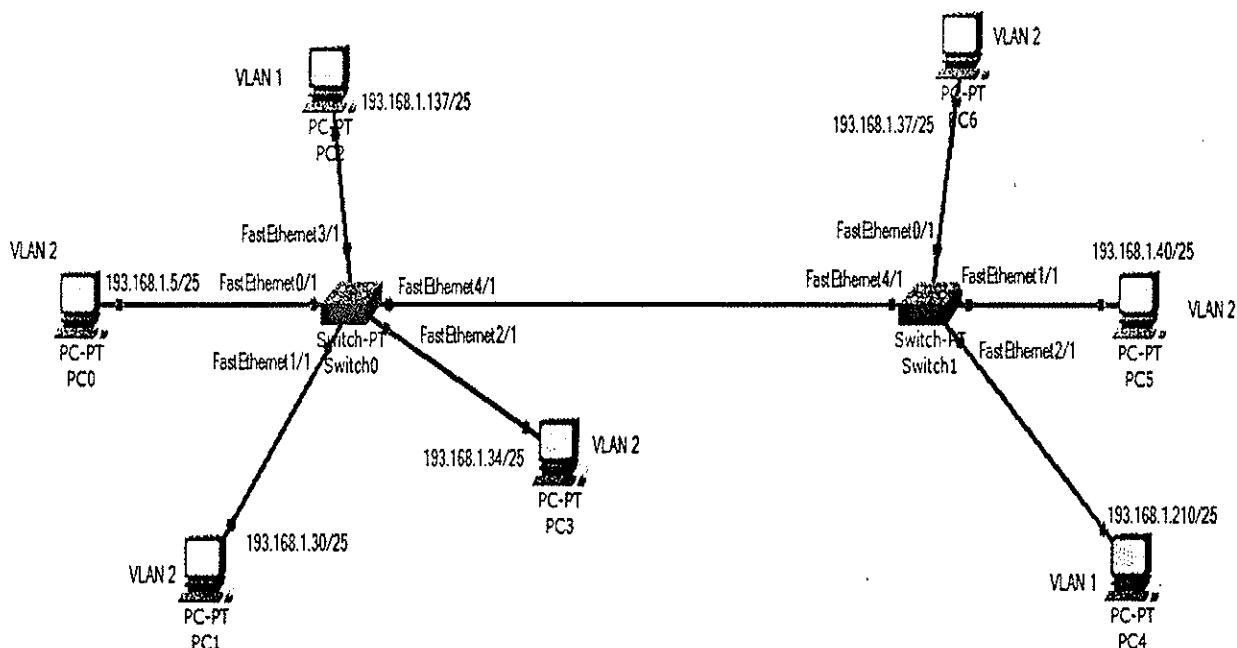 VLAN 1
193.168.1.137/25
PC-PT
PC2
VLAN 2
193.168.1.37/25
PC-PT
PC6
FastEthernet3/1
FastEthernet0/1
VLAN 2
193.168.1.5/25
FastEthernet0/1
FastEthernet4/1
FastEthernet4/1
FastEthernet1/1
193.168.1.40/25
VLAN 2
PC-PT
PC0
FastEthernet1/1
Switch-PT
Switch0
FastEthernet2/1
Switch-PT
Switch1
FastEthernet2/1
PC-PT
PC5
193.168.1.34/25
VLAN 2
PC-PT
PC3
193.168.1.30/25
VLAN 2
PC-PT
PC1
193.168.1.210/25
VLAN 1
PC-PT
PC4